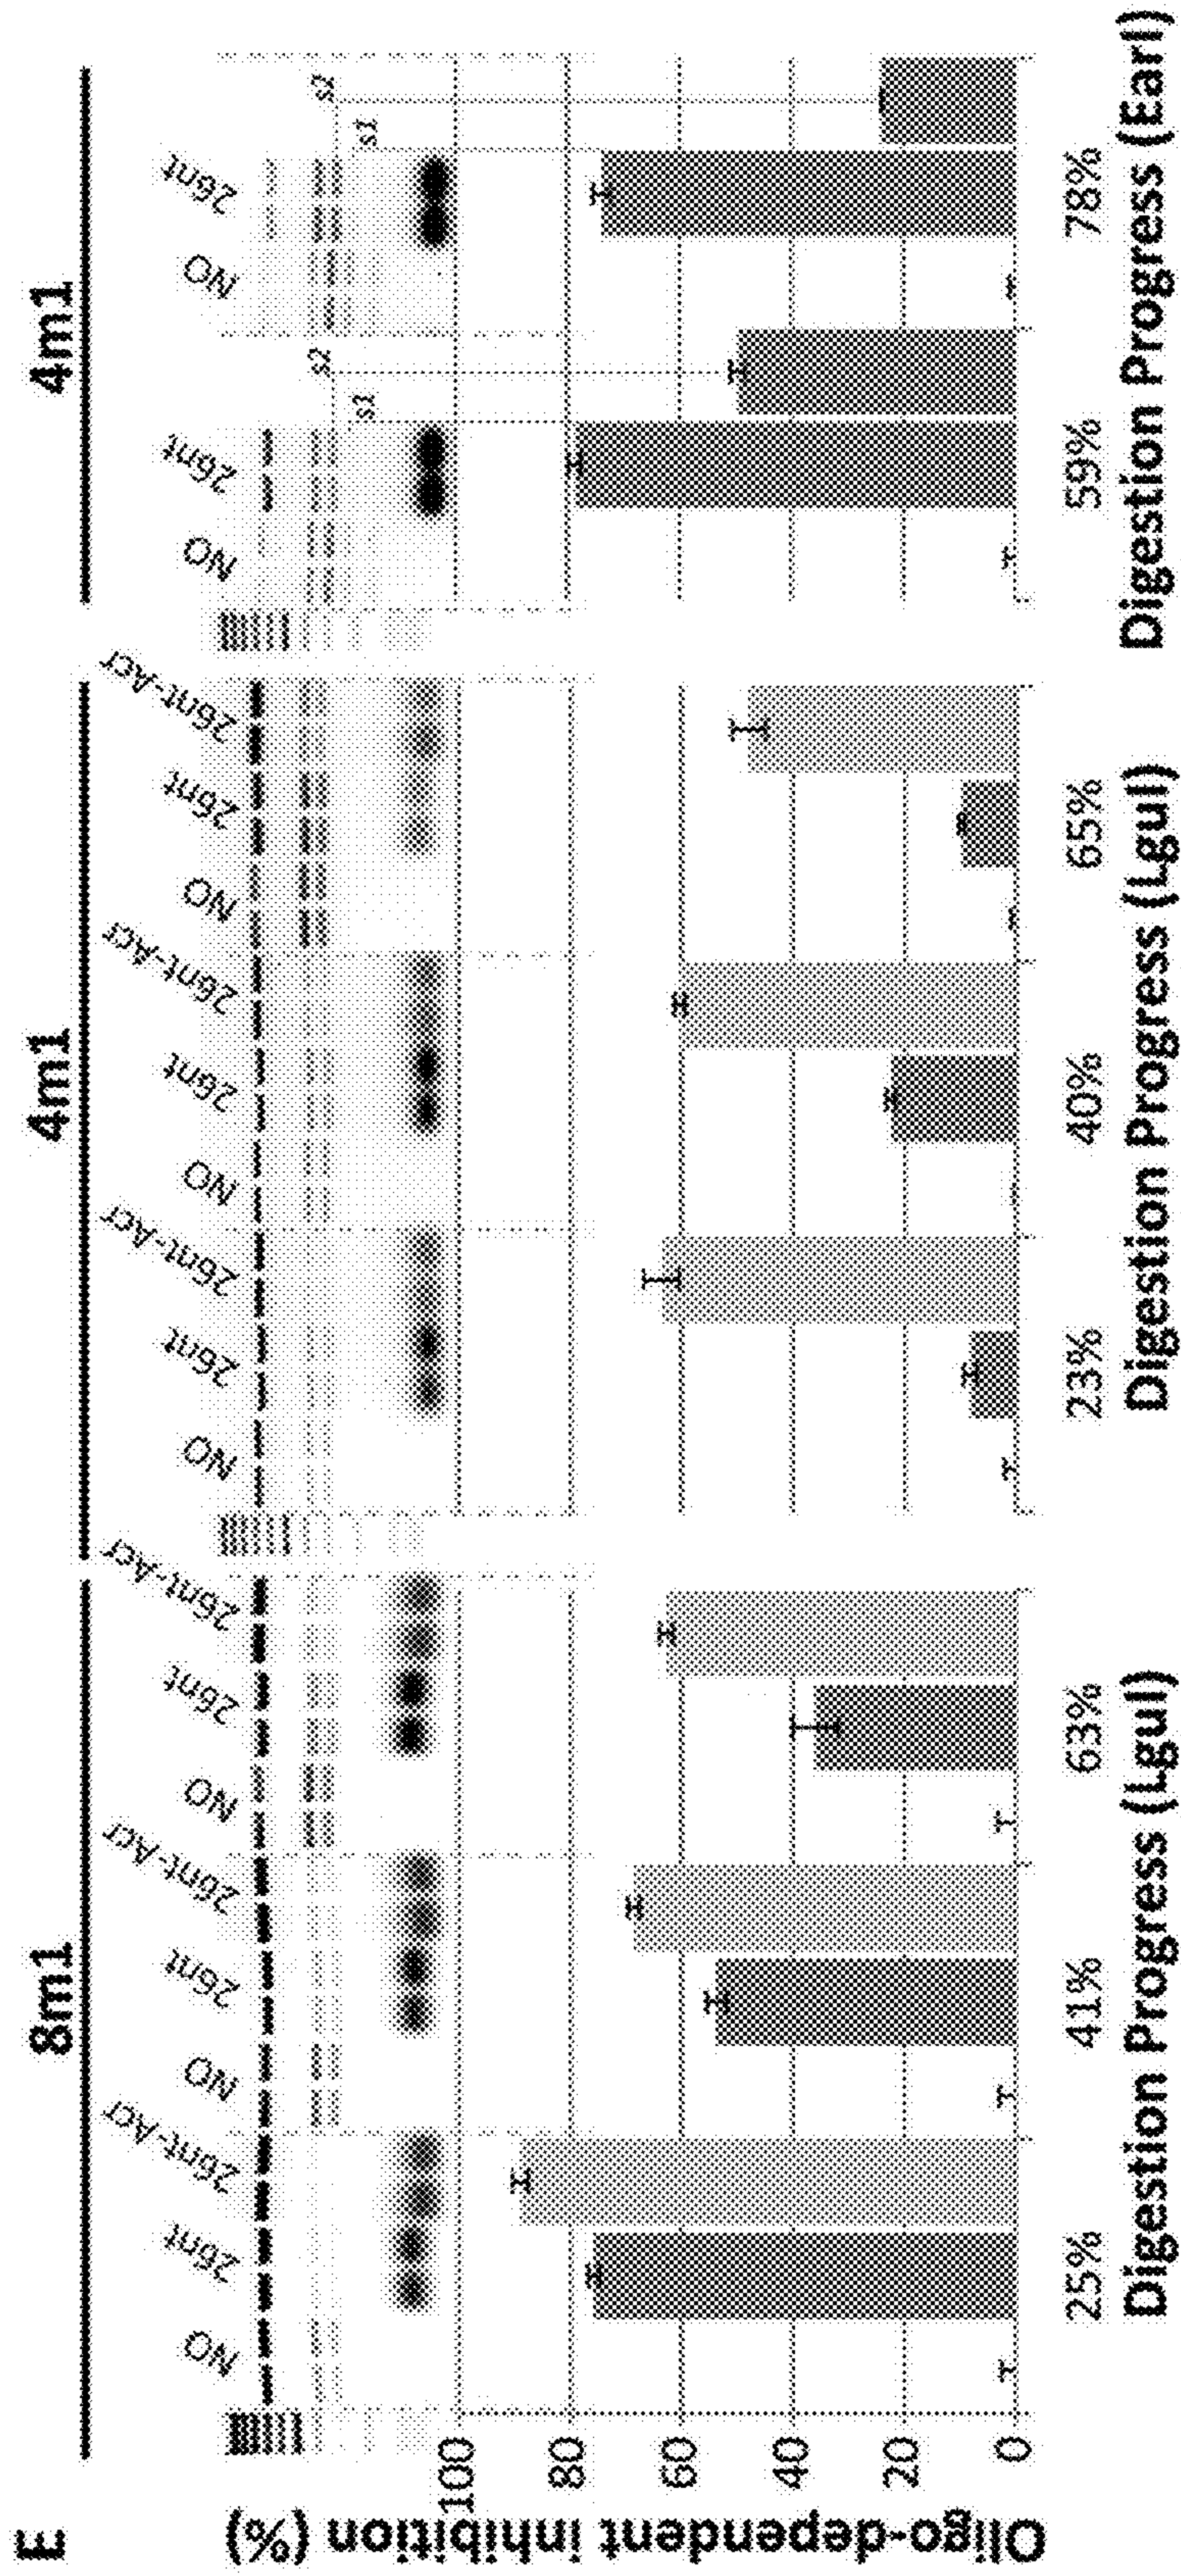 E
8m1 4m1 4m1
NO 26nt 26nt-Acr NO 26nt 26nt-Acr NO 26nt 26nt-Acr NO 26nt 26nt-Acr NO 26nt 26nt-Acr NO 26nt 26nt-Acr NO 26nt NO 26nt
s1 s2 s1 s2
Oligo-dependent inhibition (%)
100
80
60
40
20
0
25% 41% 63% 23% 40% 65% 59% 78%
Digestion Progress (LguI) Digestion Progress (LguI) Digestion Progress (EarI)